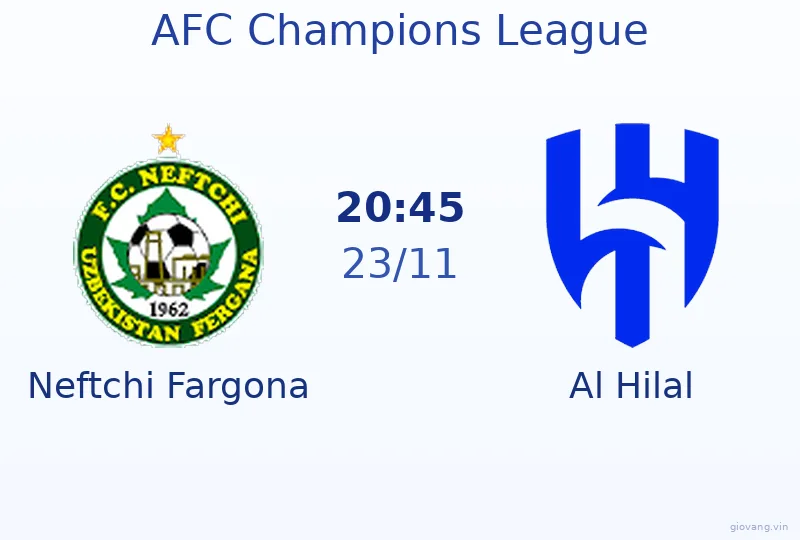 AFC Champions League
F.C. NEFTCHI
UZBEKISTAN FERGANA
1962
20:45
23/11
Neftchi Fargona
Al Hilal
giovang.vin